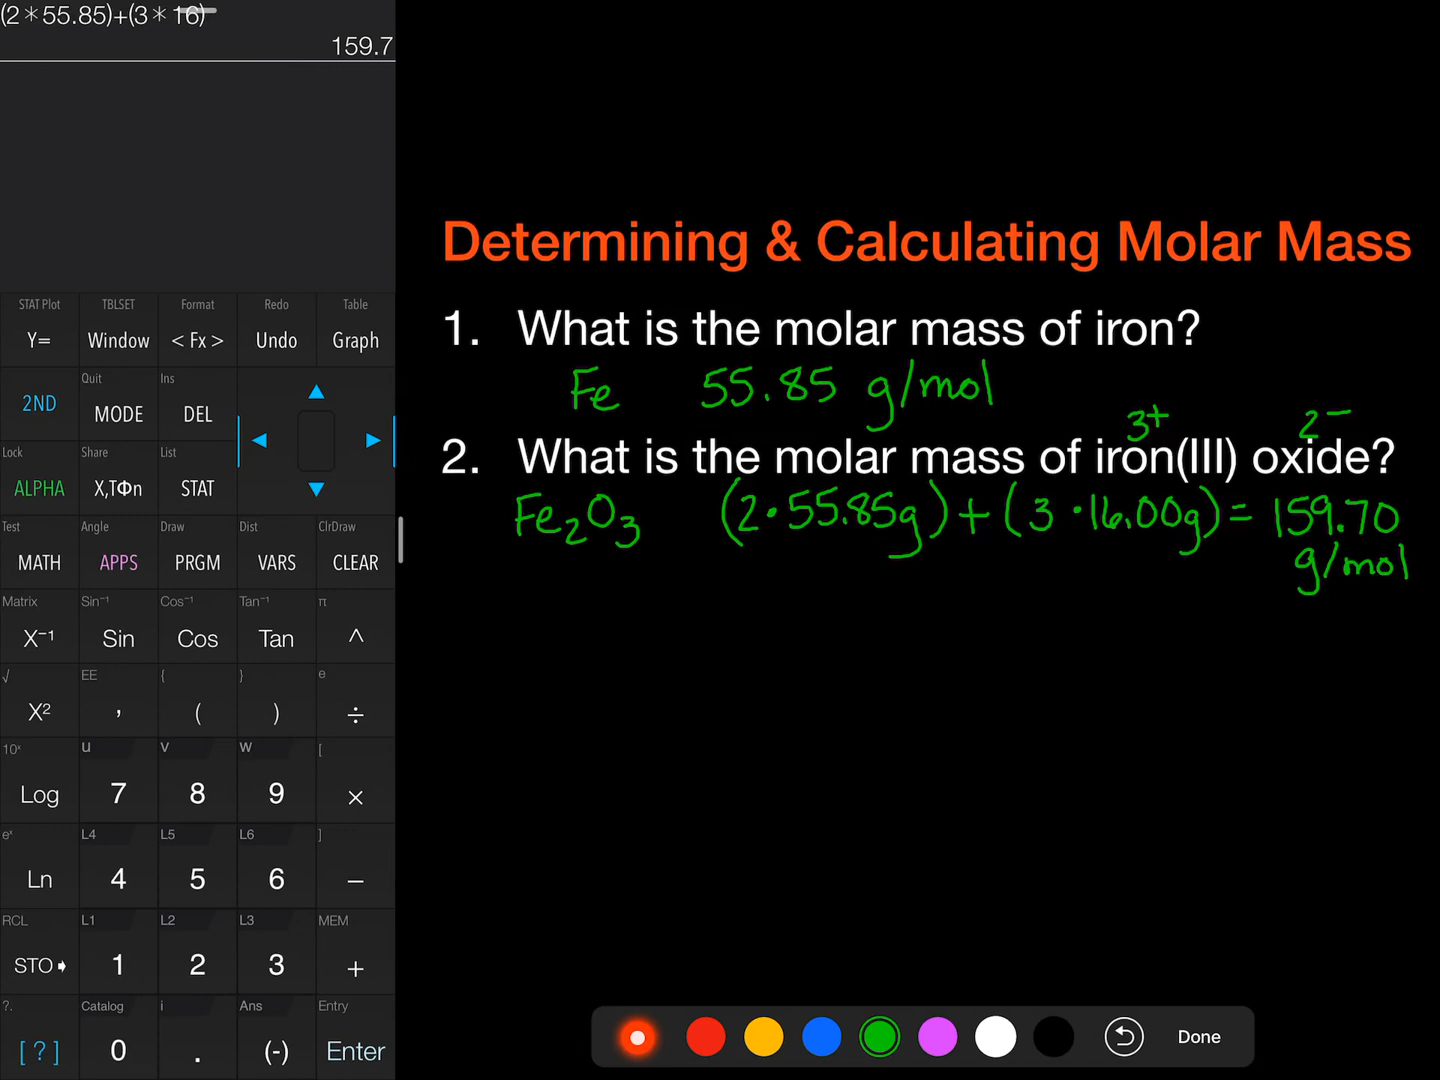 (2*55.85)+(3*16)
159.7
STAT Plot TBLSET Format Redo Table
Y= Window < Fx > Undo Graph
Quit Ins
2ND MODE DEL
Lock Share List
ALPHA X,TΦn STAT
Test Angle Draw Dist ClrDraw
MATH APPS PRGM VARS CLEAR
Matrix Sin⁻¹ Cos⁻¹ Tan⁻¹ π
X⁻¹ Sin Cos Tan ^
√ EE { } e
X² , ( ) ÷
10ˣ u v w [
Log 7 8 9 ×
eˣ L4 L5 L6 ]
Ln 4 5 6 −
RCL L1 L2 L3 MEM
STO➧ 1 2 3 +
?. Catalog i Ans Entry
[ ? ] 0 . (-) Enter
Determining & Calculating Molar Mass
1. What is the molar mass of iron?
Fe 55.85 g/mol
3+ 2−
2. What is the molar mass of iron(III) oxide?
Fe₂O₃ (2·55.85g)+(3·16.00g)= 159.70
g/mol
Done